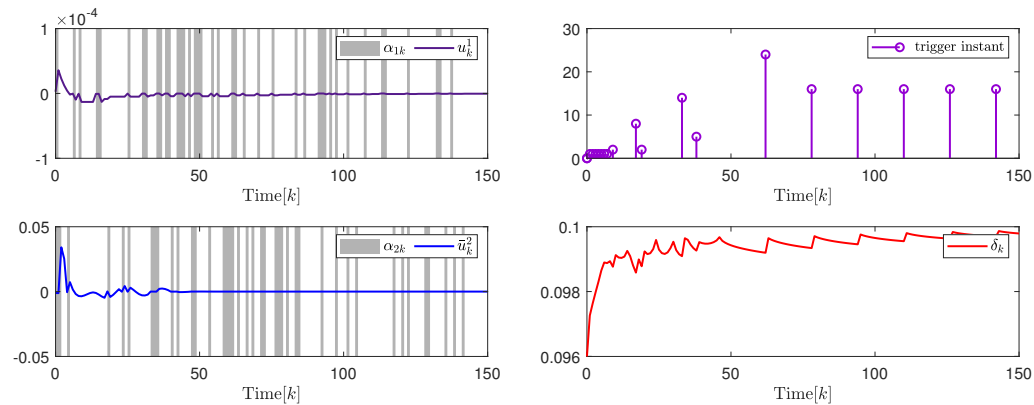 ×10⁻⁴
1
0
-1
α₁ₖ u¹ₖ
0 50 100 150
Time[k]
30
20
10
0
trigger instant
0 50 100 150
Time[k]
0.05
0
-0.05
α₂ₖ ū²ₖ
0 50 100 150
Time[k]
0.1
0.098
0.096
δₖ
0 50 100 150
Time[k]